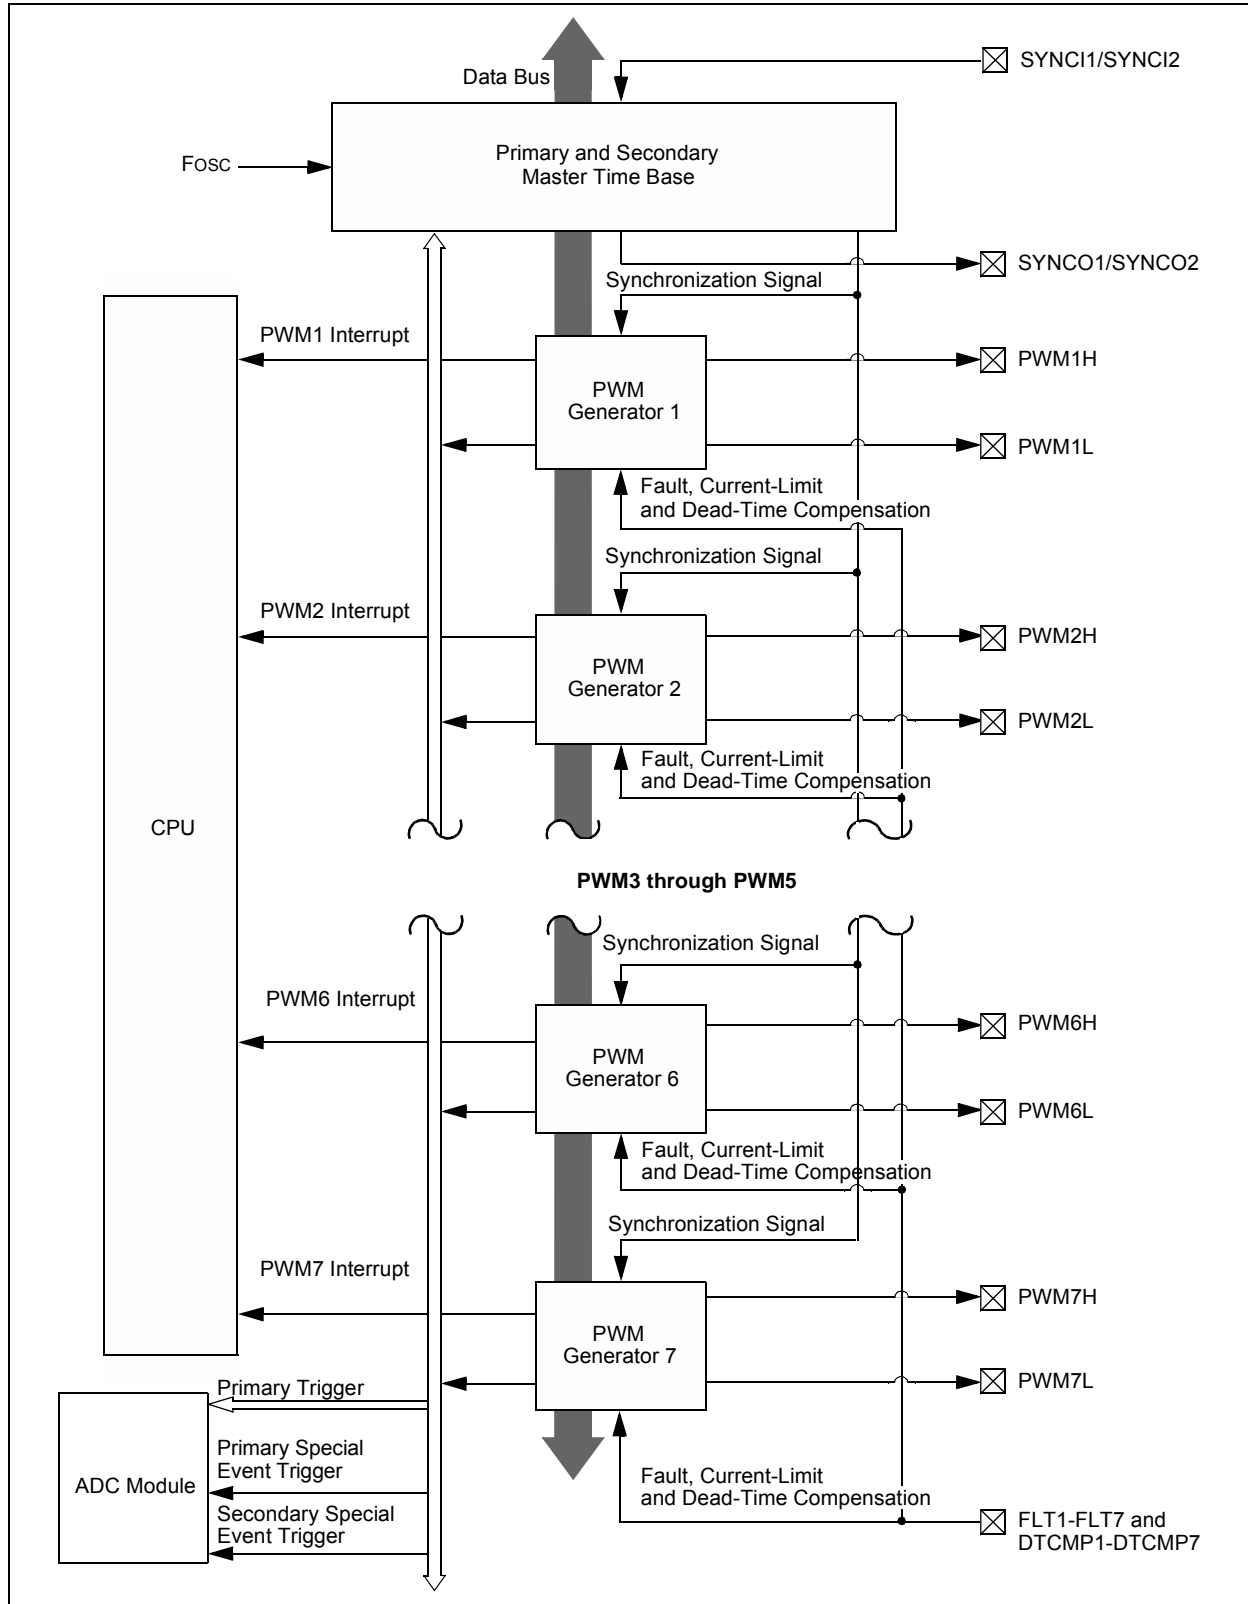 Data Bus
SYNCI1/SYNCI2
Primary and Secondary
Master Time Base
FOSC
SYNCO1/SYNCO2
Synchronization Signal
PWM1 Interrupt
PWM
Generator 1
PWM1H
PWM1L
Fault, Current-Limit
and Dead-Time Compensation
Synchronization Signal
PWM2 Interrupt
PWM
Generator 2
PWM2H
PWM2L
Fault, Current-Limit
and Dead-Time Compensation
CPU
PWM3 through PWM5
Synchronization Signal
PWM6 Interrupt
PWM
Generator 6
PWM6H
PWM6L
Fault, Current-Limit
and Dead-Time Compensation
Synchronization Signal
PWM7 Interrupt
PWM
Generator 7
PWM7H
PWM7L
Primary Trigger
Primary Special
Event Trigger
ADC Module
Secondary Special
Event Trigger
Fault, Current-Limit
and Dead-Time Compensation
FLT1-FLT7 and
DTCMP1-DTCMP7